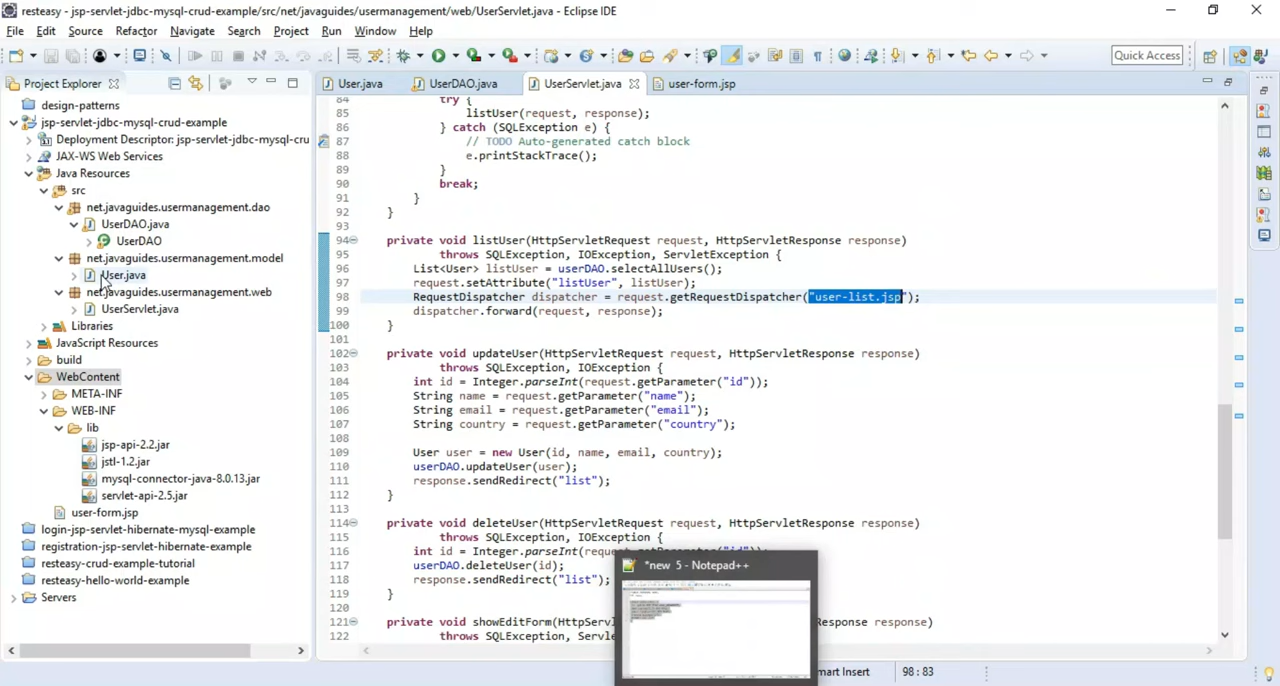 resteasy - jsp-servlet-jdbc-mysql-crud-example/src/net/javaguides/usermanagement/web/UserServlet.java - Eclipse IDE
File Edit Source Refactor Navigate Search Project Run Window Help
Quick Access
Project Explorer
User.java UserDAO.java UserServlet.java user-form.jsp
design-patterns
jsp-servlet-jdbc-mysql-crud-example
Deployment Descriptor: jsp-servlet-jdbc-mysql-cru
JAX-WS Web Services
Java Resources
src
net.javaguides.usermanagement.dao
UserDAO.java
UserDAO
net.javaguides.usermanagement.model
User.java
net.javaguides.usermanagement.web
UserServlet.java
Libraries
JavaScript Resources
build
WebContent
META-INF
WEB-INF
lib
jsp-api-2.2.jar
jstl-1.2.jar
mysql-connector-java-8.0.13.jar
servlet-api-2.5.jar
user-form.jsp
login-jsp-servlet-hibernate-mysql-example
registration-jsp-servlet-hibernate-example
resteasy-crud-example-tutorial
resteasy-hello-world-example
Servers
84 try {
85 listUser(request, response);
86 } catch (SQLException e) {
87 // TODO Auto-generated catch block
88 e.printStackTrace();
89 }
90 break;
91 }
92 }
93
94 private void listUser(HttpServletRequest request, HttpServletResponse response)
95 throws SQLException, IOException, ServletException {
96 List<User> listUser = userDAO.selectAllUsers();
97 request.setAttribute("listUser", listUser);
98 RequestDispatcher dispatcher = request.getRequestDispatcher("user-list.jsp");
99 dispatcher.forward(request, response);
100 }
101
102 private void updateUser(HttpServletRequest request, HttpServletResponse response)
103 throws SQLException, IOException {
104 int id = Integer.parseInt(request.getParameter("id"));
105 String name = request.getParameter("name");
106 String email = request.getParameter("email");
107 String country = request.getParameter("country");
108
109 User user = new User(id, name, email, country);
110 userDAO.updateUser(user);
111 response.sendRedirect("list");
112 }
113
114 private void deleteUser(HttpServletRequest request, HttpServletResponse response)
115 throws SQLException, IOException {
116 int id = Integer.parseInt(request.getParameter("id"));
117 userDAO.deleteUser(id);
118 response.sendRedirect("list");
119 }
120
121 private void showEditForm(HttpServ Request request, HttpServletResponse response)
122 throws SQLException, Servl
*new 5 - Notepad++
mart Insert 98 : 83